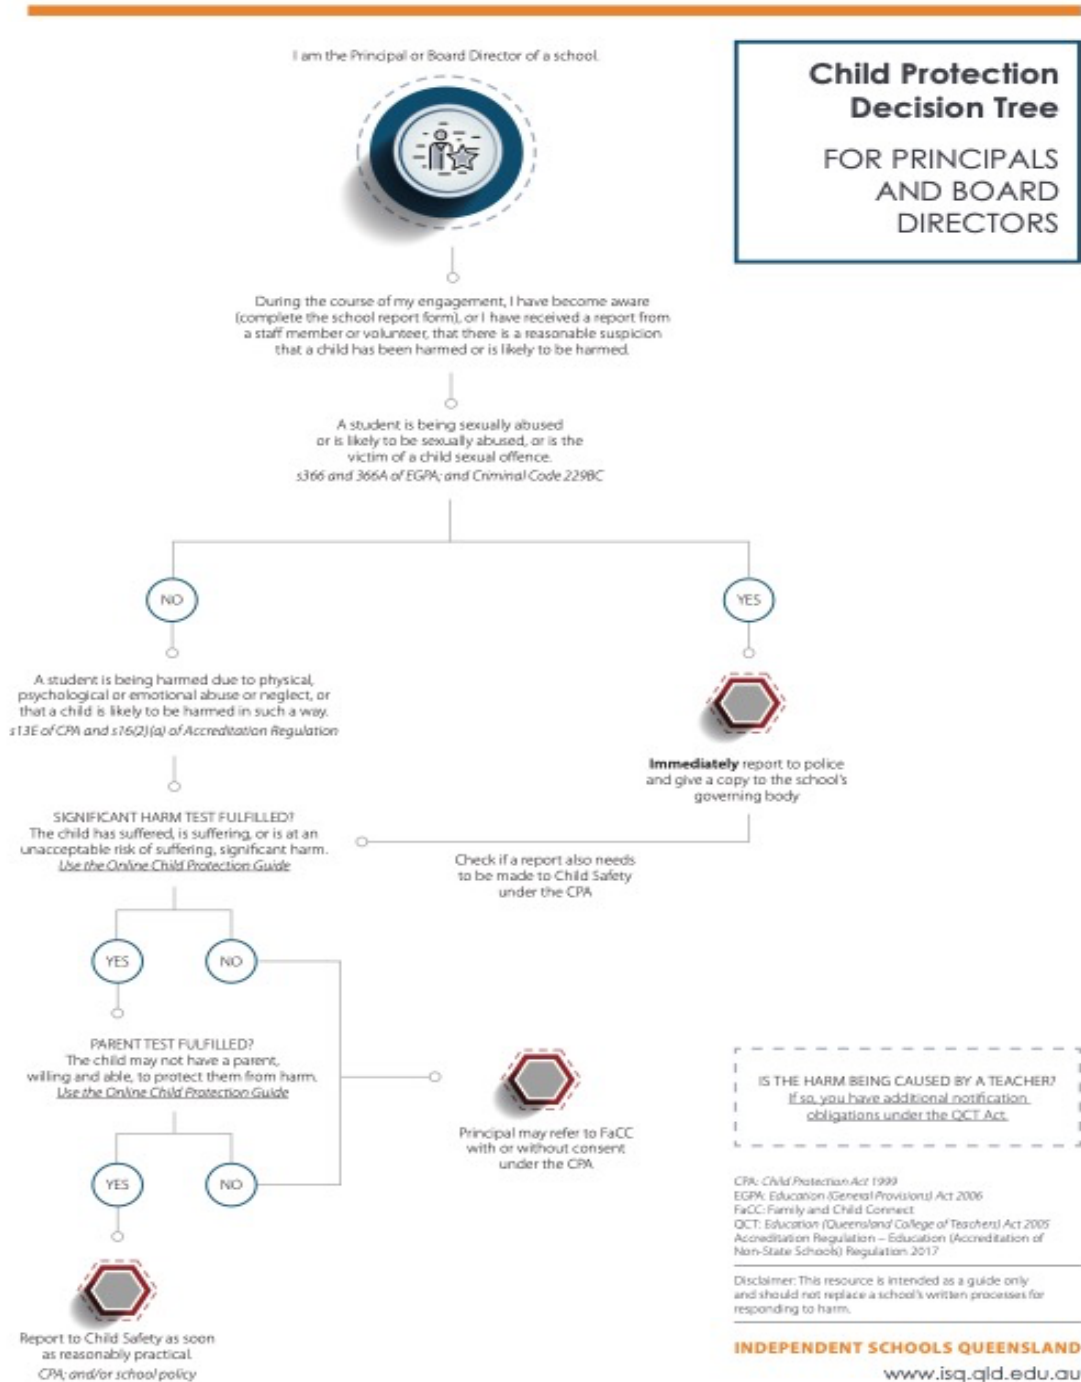 I am the Principal or Board Director of a school.
Child Protection
Decision Tree
FOR PRINCIPALS
AND BOARD
DIRECTORS
During the course of my engagement, I have become aware
(complete the school report form), or I have received a report from
a staff member or volunteer, that there is a reasonable suspicion
that a child has been harmed or is likely to be harmed.
A student is being sexually abused
or is likely to be sexually abused, or is the
victim of a child sexual offence.
s366 and 366A of EGPA; and Criminal Code 229BC
NO
YES
A student is being harmed due to physical,
psychological or emotional abuse or neglect, or
that a child is likely to be harmed in such a way.
s13E of CPA and s16(2)(a) of Accreditation Regulation
Immediately report to police
and give a copy to the school's
governing body
SIGNIFICANT HARM TEST FULFILLED?
The child has suffered, is suffering, or is at an
unacceptable risk of suffering, significant harm.
Use the Online Child Protection Guide
Check if a report also needs
to be made to Child Safety
under the CPA
YES
NO
PARENT TEST FULFILLED?
The child may not have a parent,
willing and able, to protect them from harm.
Use the Online Child Protection Guide
Principal may refer to FaCC
with or without consent
under the CPA
YES
NO
Report to Child Safety as soon
as reasonably practical.
CPA; and/or school policy
IS THE HARM BEING CAUSED BY A TEACHER?
If so, you have additional notification
obligations under the QCT Act.
CPA: Child Protection Act 1999
EGPA: Education (General Provisions) Act 2006
FaCC: Family and Child Connect
QCT: Education (Queensland College of Teachers) Act 2005
Accreditation Regulation – Education (Accreditation of
Non-State Schools) Regulation 2017
Disclaimer: This resource is intended as a guide only
and should not replace a school's written processes for
responding to harm.
INDEPENDENT SCHOOLS QUEENSLAND
www.isq.qld.edu.au